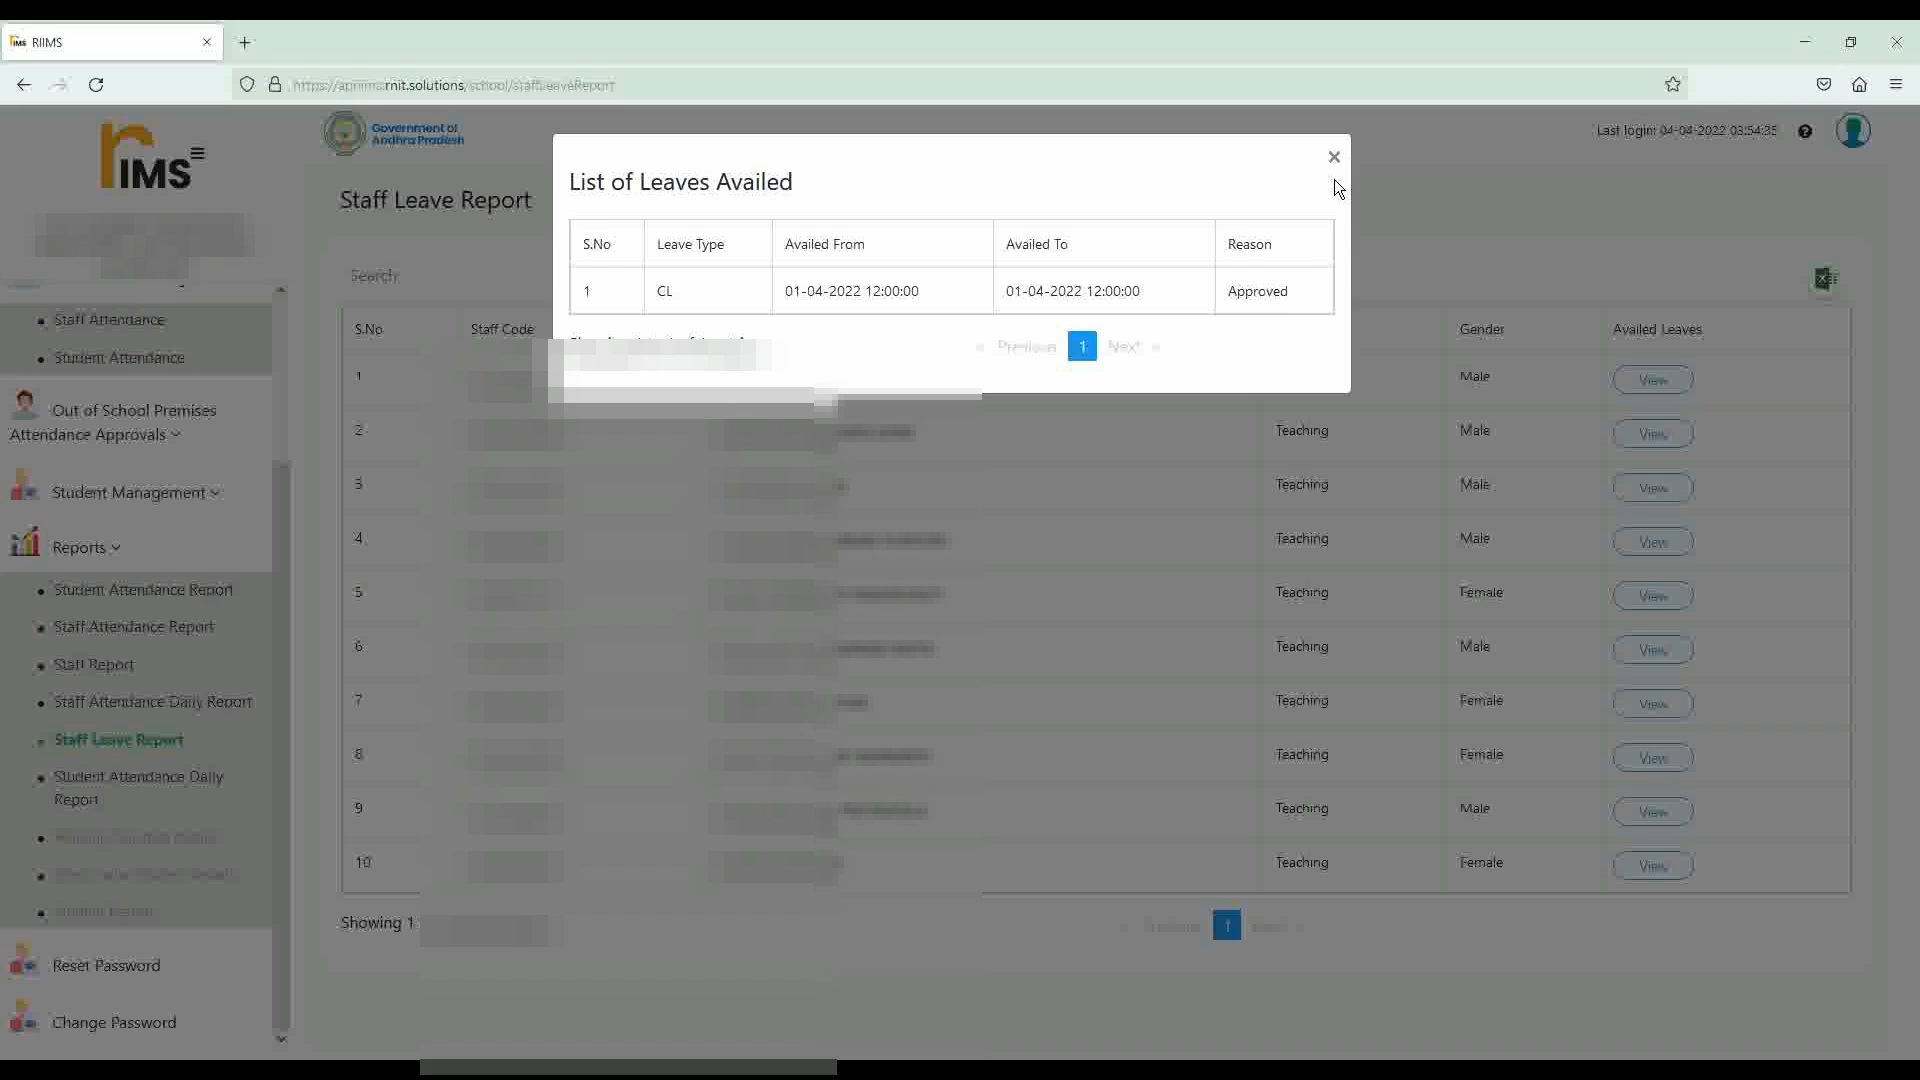 RIIMS
rnit.solutions/school/staffLeaveReport
IMS
Government of
Andhra Pradesh
Last login: 04-04-2022 03:54:35
Staff Leave Report
Search
List of Leaves Availed
S.No Leave Type Availed From Availed To Reason
1 CL 01-04-2022 12:00:00 01-04-2022 12:00:00 Approved
Previous 1 Next
Staff Attendance
Student Attendance
Out of School Premises
Attendance Approvals
Student Management
Reports
Student Attendance Report
Staff Attendance Report
Staff Report
Staff Attendance Daily Report
Staff Leave Report
Student Attendance Daily
Report
Reset Password
Change Password
S.No Staff Code Gender Availed Leaves
1 Male View
2 Teaching Male View
3 Teaching Male View
4 Teaching Male View
5 Teaching Female View
6 Teaching Male View
7 Teaching Female View
8 Teaching Female View
9 Teaching Male View
10 Teaching Female View
Showing 1
1